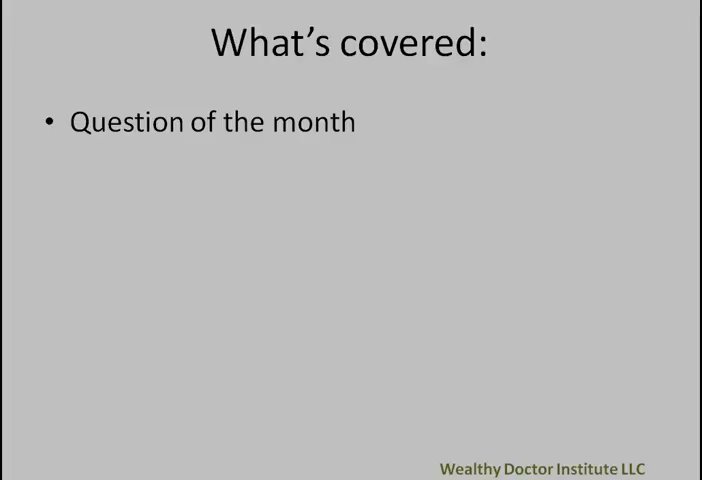 What's covered:
• Question of the month
Wealthy Doctor Institute LLC